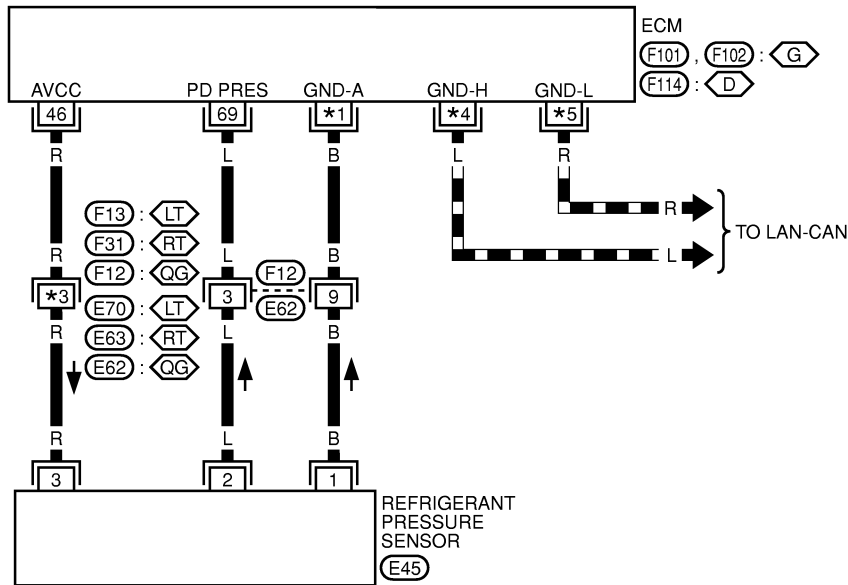 ECM
F101 , F102 : G
F114 : D
AVCC PD PRES GND-A GND-H GND-L
46 69 *1 *4 *5
R L B L R
R
TO LAN-CAN
L
F13 : LT
F31 : RT
F12 : QG
R L B
F12
*3 3 9
E62
E70 : LT
E63 : RT
E62 : QG
R L B
R L B
3 2 1
REFRIGERANT
PRESSURE
SENSOR
E45